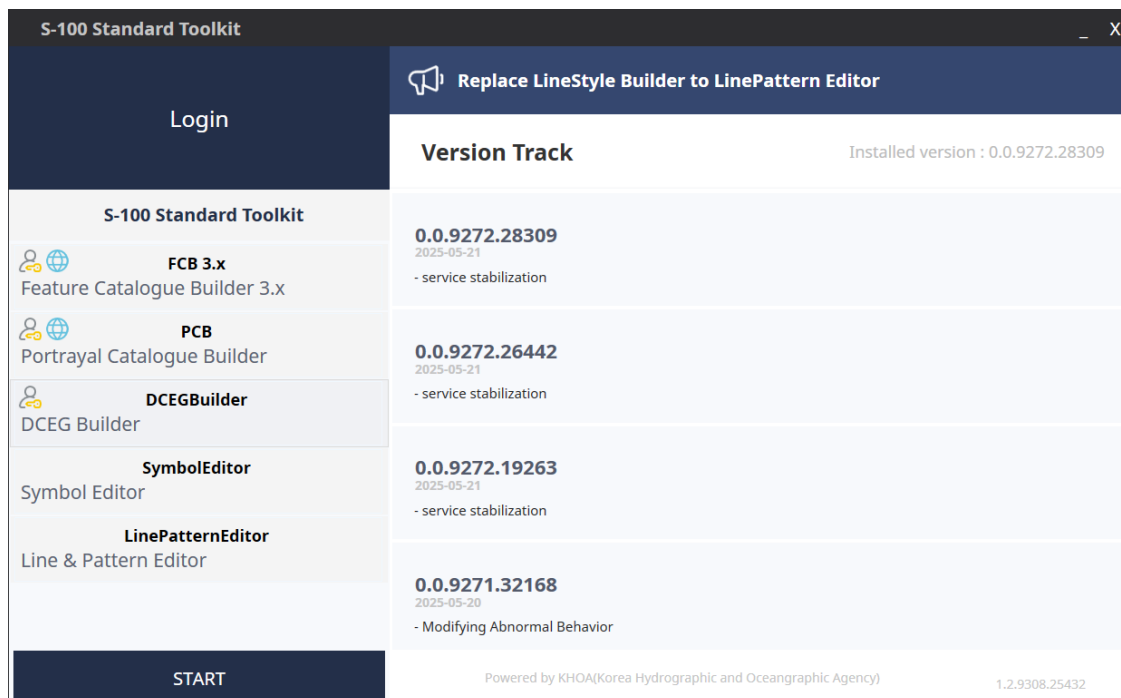 S-100 Standard Toolkit
_ X
Login
Replace LineStyle Builder to LinePattern Editor
Version Track
Installed version : 0.0.9272.28309
S-100 Standard Toolkit
FCB 3.x
Feature Catalogue Builder 3.x
PCB
Portrayal Catalogue Builder
DCEGBuilder
DCEG Builder
SymbolEditor
Symbol Editor
LinePatternEditor
Line & Pattern Editor
START
0.0.9272.28309
2025-05-21
- service stabilization
0.0.9272.26442
2025-05-21
- service stabilization
0.0.9272.19263
2025-05-21
- service stabilization
0.0.9271.32168
2025-05-20
- Modifying Abnormal Behavior
Powered by KHOA(Korea Hydrographic and Oceangraphic Agency)
1.2.9308.25432